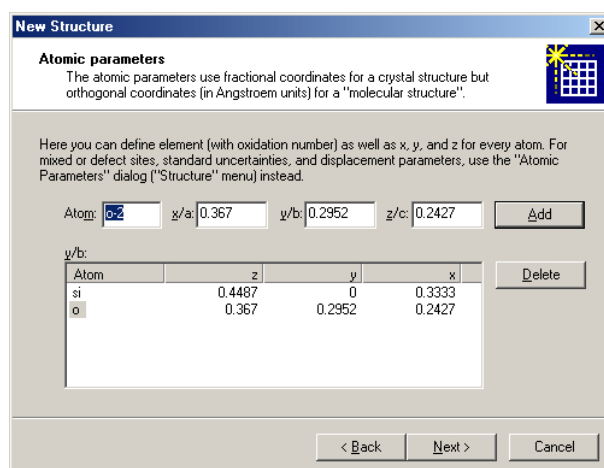 New Structure
Atomic parameters
The atomic parameters use fractional coordinates for a crystal structure but
orthogonal coordinates (in Angstroem units) for a "molecular structure".
Here you can define element (with oxidation number) as well as x, y, and z for every atom. For
mixed or defect sites, standard uncertainties, and displacement parameters, use the "Atomic
Parameters" dialog ("Structure" menu) instead.
Atom: o-2 x/a: 0.367 y/b: 0.2952 z/c: 0.2427 Add
y/b:
Atom z y x Delete
si 0.4487 0 0.3333
o 0.367 0.2952 0.2427
< Back Next > Cancel